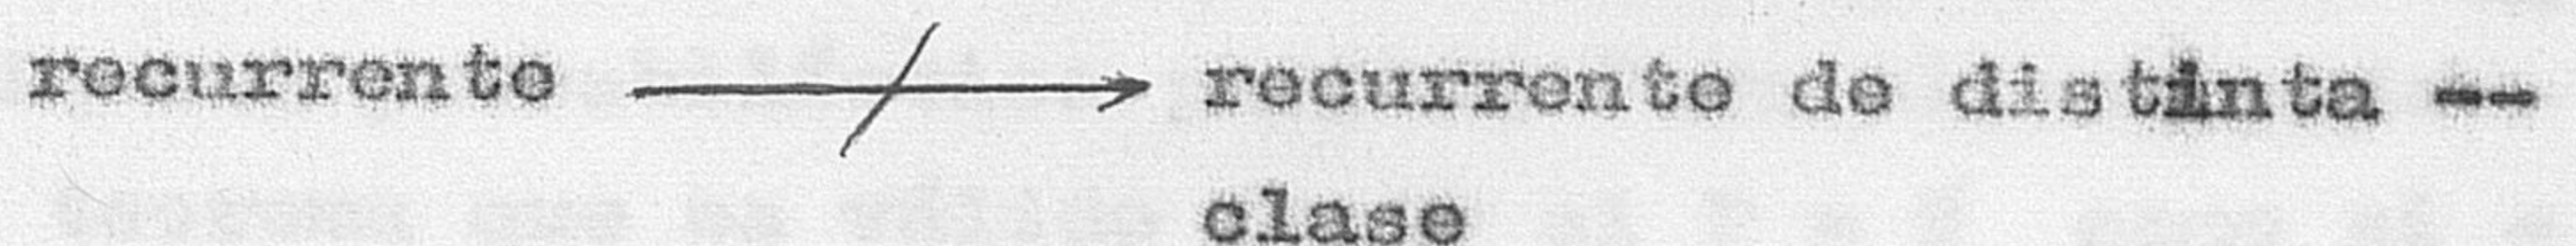 recurrente ↛ recurrente de distinta --
clase